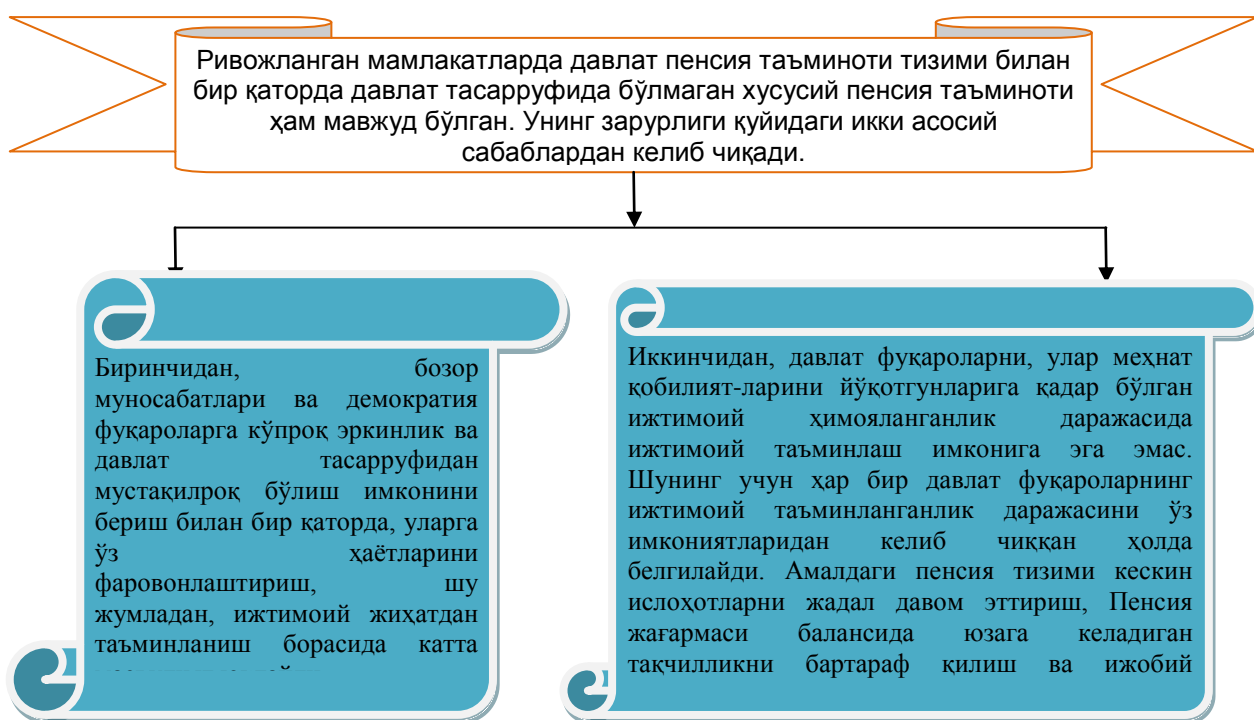 Ривожланган мамлакатларда давлат пенсия таъминоти тизими билан
бир қаторда давлат тасарруфида бўлмаган хусусий пенсия таъминоти
ҳам мавжуд бўлган. Унинг зарурлиги қуйидаги икки асосий
сабаблардан келиб чиқади.
Биринчидан, бозор
муносабатлари ва демократия
фуқароларга кўпроқ эркинлик ва
давлат тасарруфидан
мустақилроқ бўлиш имконини
бериш билан бир қаторда, уларга
ўз ҳаётларини
фаровонлаштириш, шу
жумладан, ижтимоий жиҳатдан
таъминланиш борасида катта
Иккинчидан, давлат фуқароларни, улар меҳнат
қобилият-ларини йўқотгунларига қадар бўлган
ижтимоий ҳимояланганлик даражасида
ижтимоий таъминлаш имконига эга эмас.
Шунинг учун ҳар бир давлат фуқароларнинг
ижтимоий таъминланганлик даражасини ўз
имкониятларидан келиб чиққан ҳолда
белгилайди. Амалдаги пенсия тизими кескин
ислоҳотларни жадал давом эттириш, Пенсия
жағармаси балансида юзага келадиган
тақчилликни бартараф қилиш ва ижобий